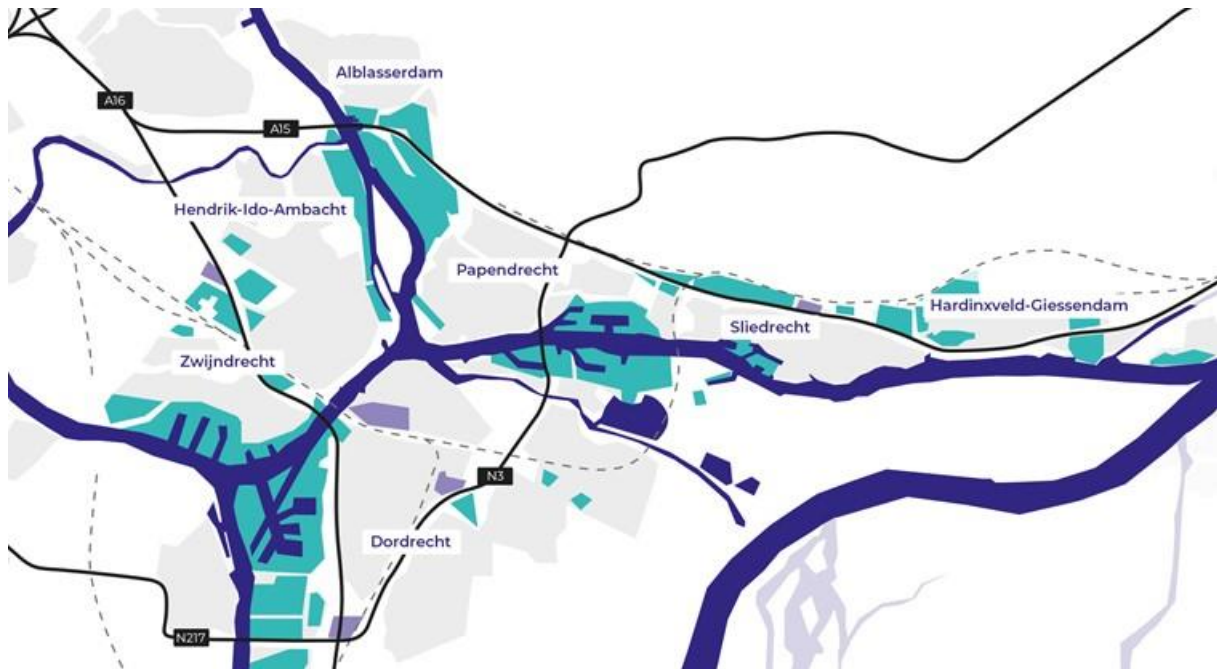 Alblasserdam
A16
A15
Hendrik-Ido-Ambacht
Papendrecht
Hardinxveld-Giessendam
Sliedrecht
Zwijndrecht
N3
Dordrecht
N217